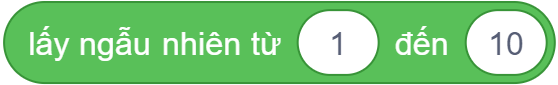 lấy ngẫu nhiên từ 1 đến 10